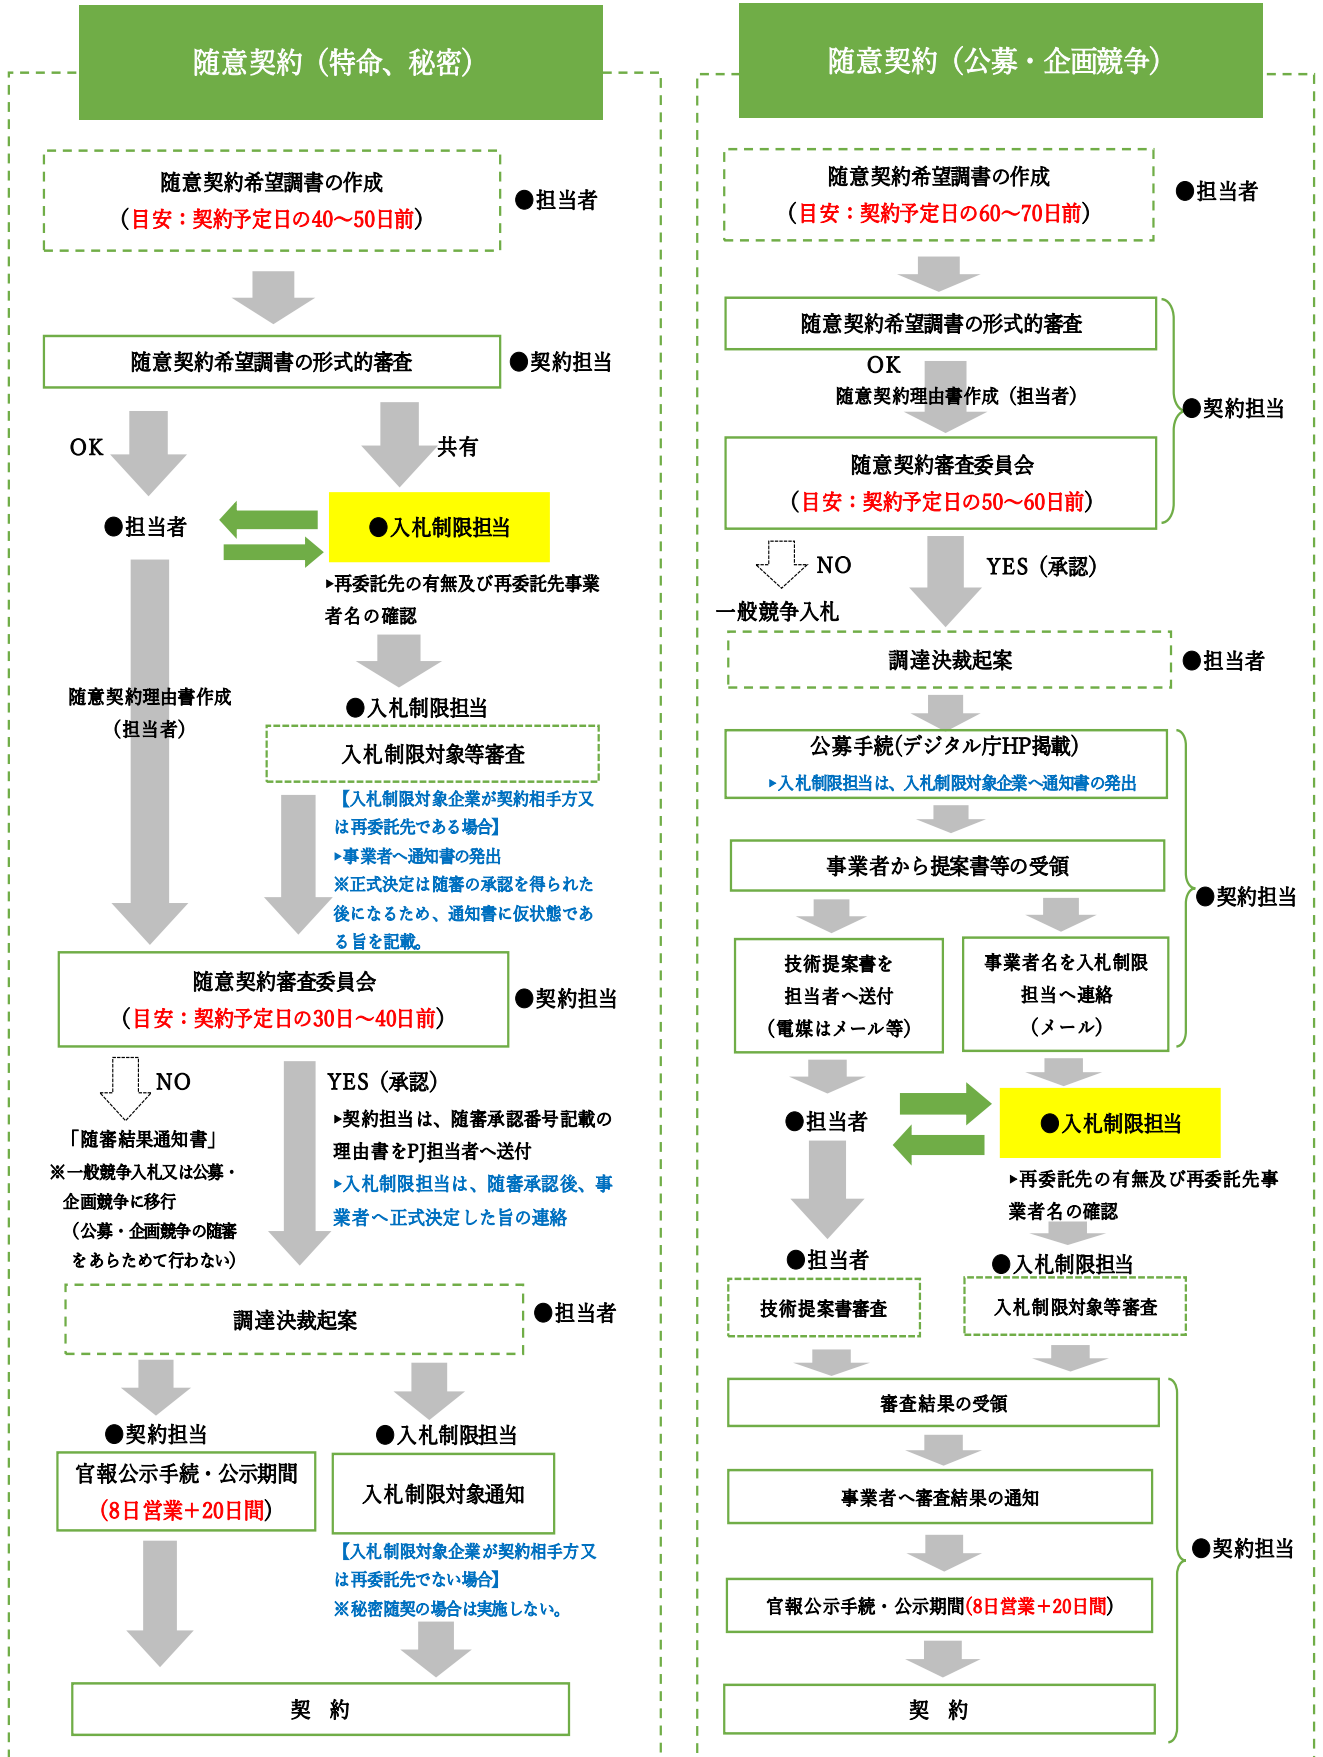 随意契約（特命、秘密）
随意契約希望調書の作成
（目安：契約予定日の40～50日前）
●担当者
随意契約希望調書の形式的審査
●契約担当
OK
共有
●担当者
●入札制限担当
▸再委託先の有無及び再委託先事業
者名の確認
随意契約理由書作成
（担当者）
●入札制限担当
入札制限対象等審査
【入札制限対象企業が契約相手方又
は再委託先である場合】
▸事業者へ通知書の発出
※正式決定は随審の承認を得られた
後になるため、通知書に仮状態であ
る旨を記載。
随意契約審査委員会
（目安：契約予定日の30日～40日前）
●契約担当
NO
「随審結果通知書」
※一般競争入札又は公募・
企画競争に移行
（公募・企画競争の随審
をあらためて行わない）
YES（承認）
▸契約担当は、随審承認番号記載の
理由書をPJ担当者へ送付
▸入札制限担当は、随審承認後、事
業者へ正式決定した旨の連絡
調達決裁起案
●担当者
●契約担当
官報公示手続・公示期間
（8日営業＋20日間）
●入札制限担当
入札制限対象通知
【入札制限対象企業が契約相手方又
は再委託先でない場合】
※秘密随契の場合は実施しない。
契　約
随意契約（公募・企画競争）
随意契約希望調書の作成
（目安：契約予定日の60～70日前）
●担当者
随意契約希望調書の形式的審査
OK
随意契約理由書作成（担当者）
●契約担当
随意契約審査委員会
（目安：契約予定日の50～60日前）
NO
一般競争入札
YES（承認）
調達決裁起案
●担当者
公募手続(デジタル庁HP掲載)
▸入札制限担当は、入札制限対象企業へ通知書の発出
事業者から提案書等の受領
●契約担当
技術提案書を
担当者へ送付
（電媒はメール等）
事業者名を入札制限
担当へ連絡
（メール）
●担当者
●入札制限担当
▸再委託先の有無及び再委託先事
業者名の確認
●担当者
技術提案書審査
●入札制限担当
入札制限対象等審査
審査結果の受領
事業者へ審査結果の通知
●契約担当
官報公示手続・公示期間(8日営業＋20日間)
契　約